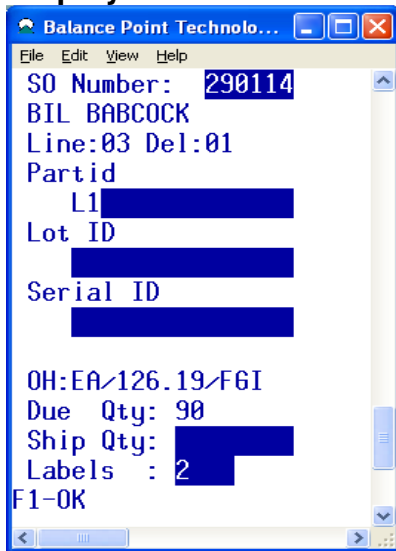 Balance Point Technolo...
File Edit View Help
SO Number: 290114
BIL BABCOCK
Line:03 Del:01
Partid
L1
Lot ID
Serial ID
OH:EA/126.19/FGI
Due Qty: 90
Ship Qty:
Labels : 2
F1-OK